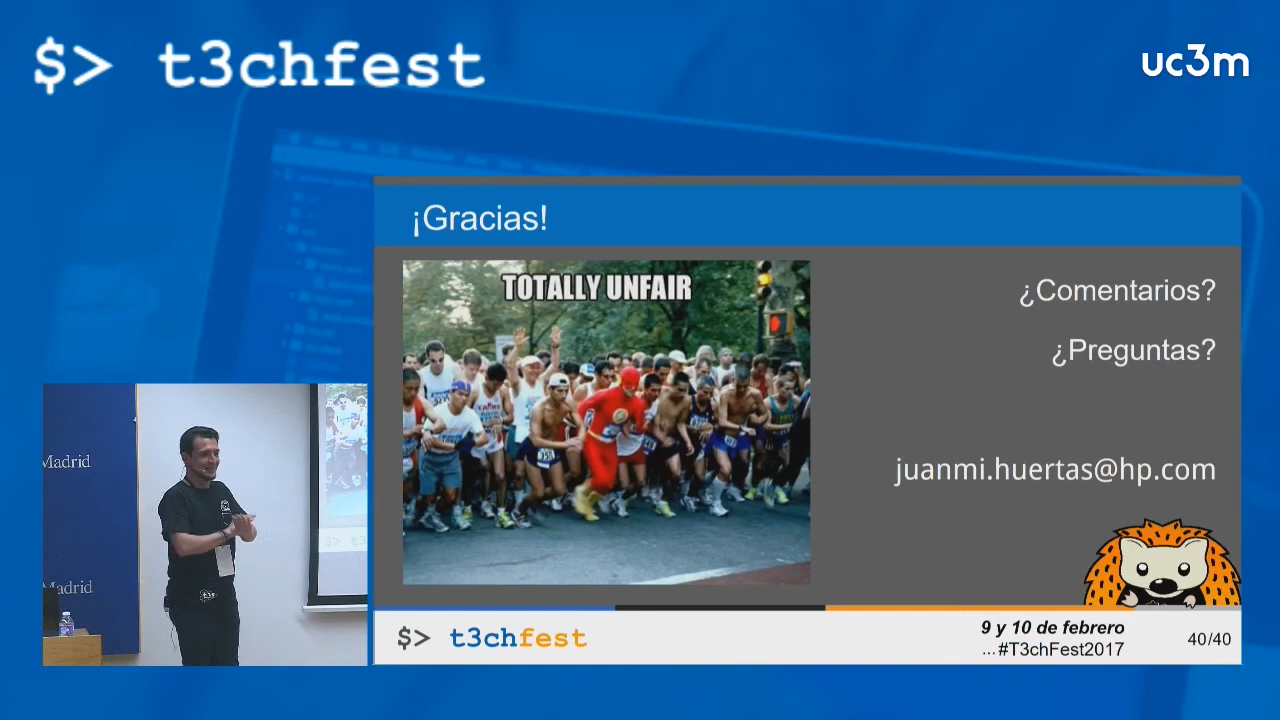 $> t3chfest
uc3m
¡Gracias!
TOTALLY UNFAIR
¿Comentarios?
¿Preguntas?
juanmi.huertas@hp.com
Madrid
Madrid
$> t3chfest
9 y 10 de febrero
...#T3chFest2017
40/40